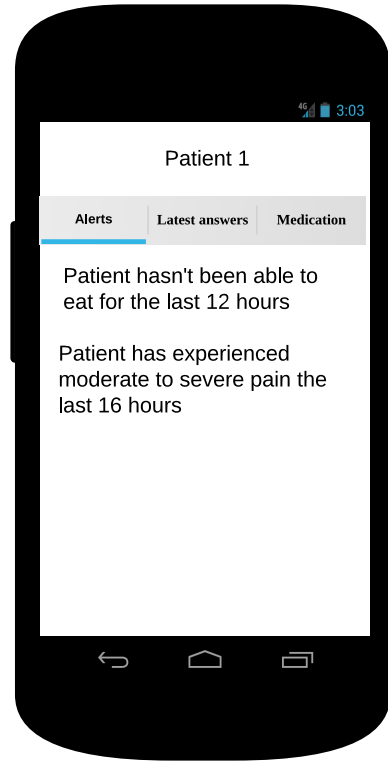 4G 3:03
Patient 1
Alerts Latest answers Medication
Patient hasn't been able to
eat for the last 12 hours
Patient has experienced
moderate to severe pain the
last 16 hours